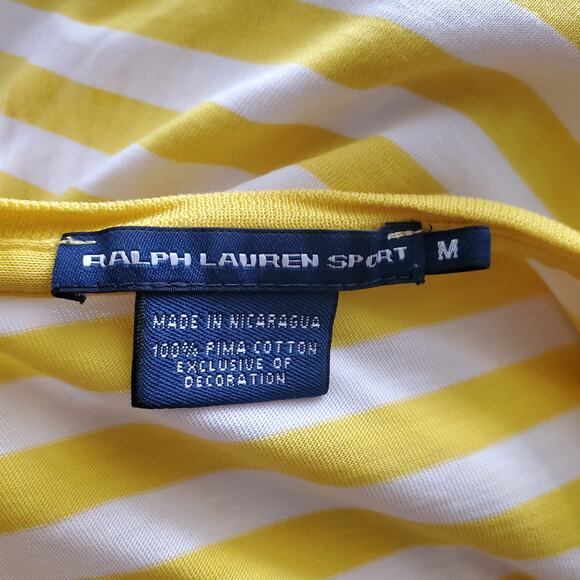 RALPH LAUREN SPORT M
MADE IN NICARAGUA
100% PIMA COTTON
EXCLUSIVE OF
DECORATION